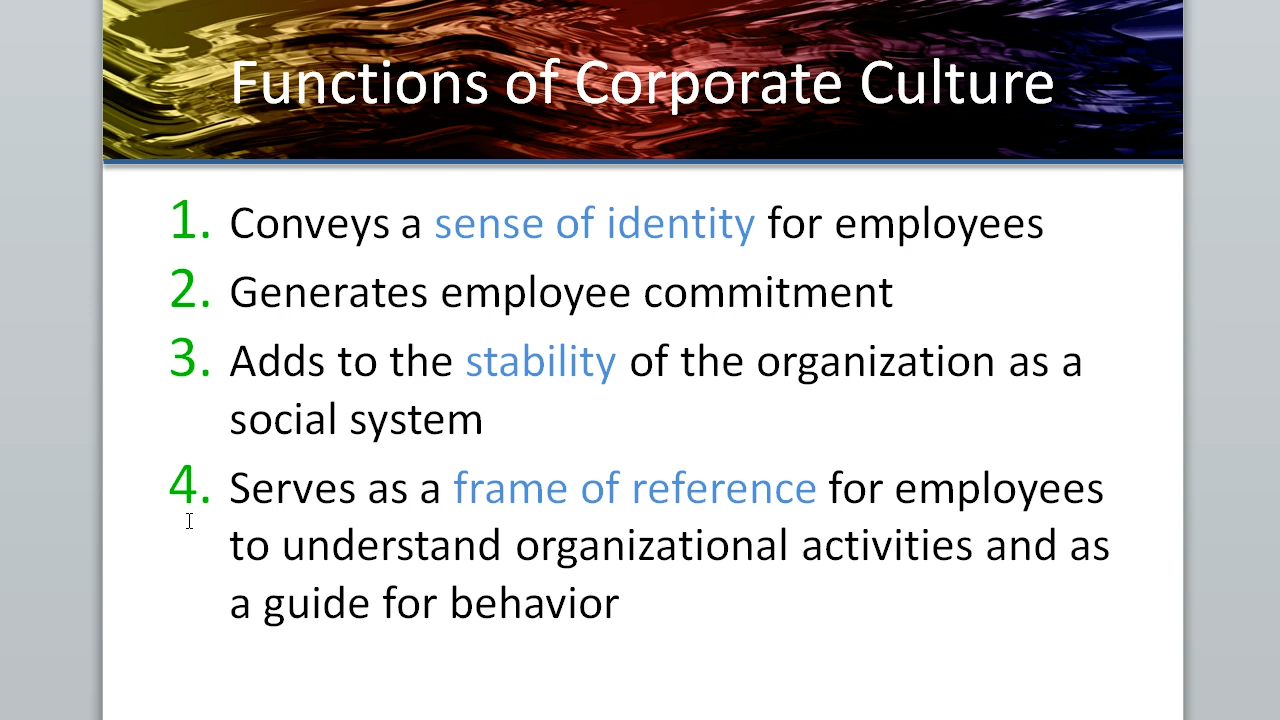 Functions of Corporate Culture
1. Conveys a sense of identity for employees
2. Generates employee commitment
3. Adds to the stability of the organization as a
social system
4. Serves as a frame of reference for employees
to understand organizational activities and as
a guide for behavior